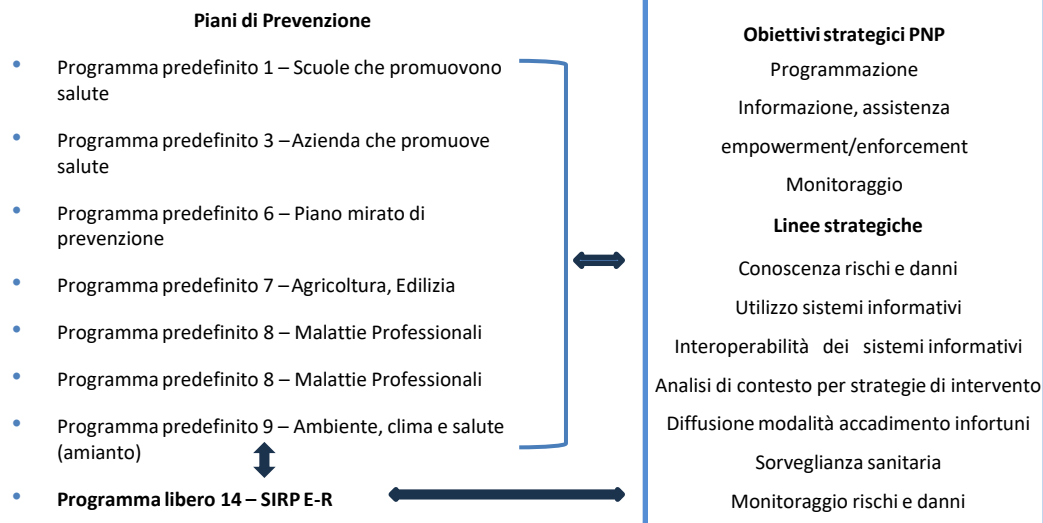 Piani di Prevenzione
• Programma predefinito 1 – Scuole che promuovono
salute
• Programma predefinito 3 – Azienda che promuove
salute
• Programma predefinito 6 – Piano mirato di
prevenzione
• Programma predefinito 7 – Agricoltura, Edilizia
• Programma predefinito 8 – Malattie Professionali
• Programma predefinito 8 – Malattie Professionali
• Programma predefinito 9 – Ambiente, clima e salute
(amianto)
• Programma libero 14 – SIRP E-R
Obiettivi strategici PNP
Programmazione
Informazione, assistenza
empowerment/enforcement
Monitoraggio
Linee strategiche
Conoscenza rischi e danni
Utilizzo sistemi informativi
Interoperabilità dei sistemi informativi
Analisi di contesto per strategie di intervento
Diffusione modalità accadimento infortuni
Sorveglianza sanitaria
Monitoraggio rischi e danni